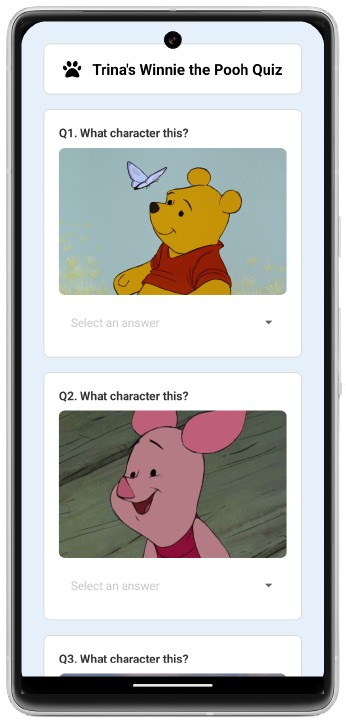 Trina's Winnie the Pooh Quiz
Q1. What character this?
Select an answer
Q2. What character this?
Select an answer
Q3. What character this?